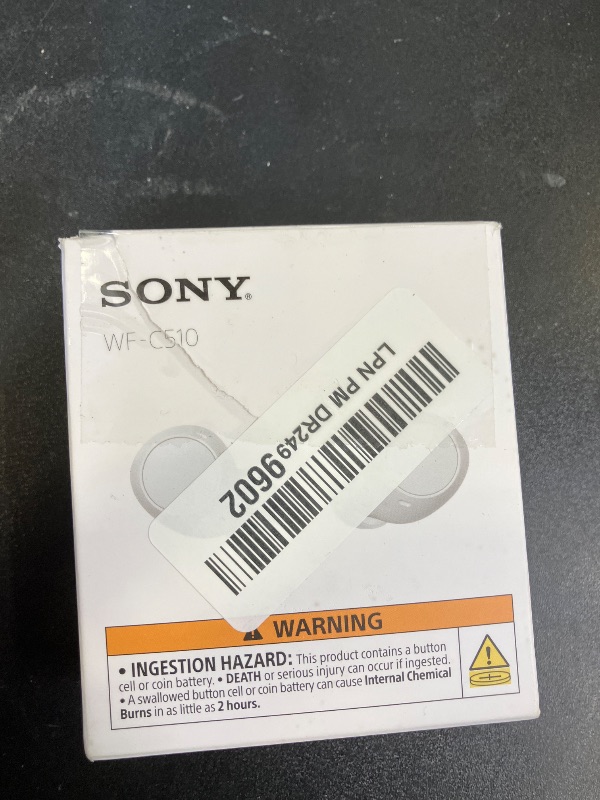 SONY®
WF-C510
LPN PM DR2499602
WARNING
• INGESTION HAZARD: This product contains a button
cell or coin battery. • DEATH or serious injury can occur if ingested.
• A swallowed button cell or coin battery can cause Internal Chemical
Burns in as little as 2 hours.